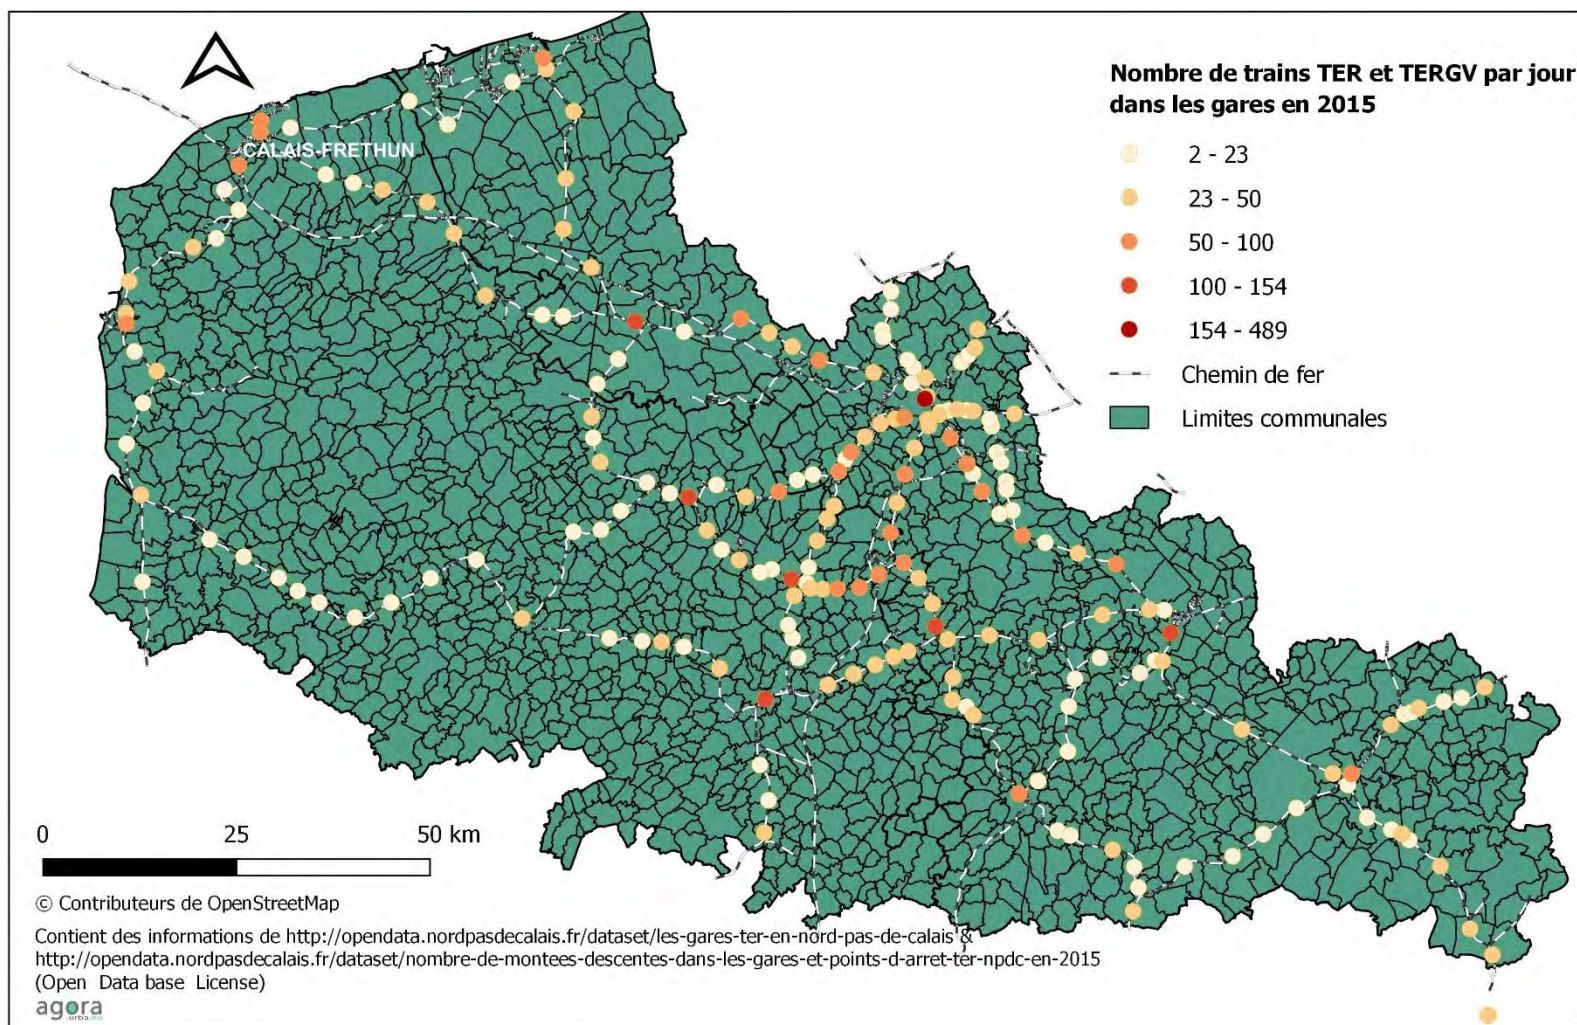 Nombre de trains TER et TERGV par jour
dans les gares en 2015
2 - 23
23 - 50
50 - 100
100 - 154
154 - 489
Chemin de fer
Limites communales
CALAIS-FRETHUN
0 25 50 km
© Contributeurs de OpenStreetMap
Contient des informations de http://opendata.nordpasdecalais.fr/dataset/les-gares-ter-en-nord-pas-de-calais &
http://opendata.nordpasdecalais.fr/dataset/nombre-de-montees-descentes-dans-les-gares-et-points-d-arret-ter-npdc-en-2015
(Open Data base License)
agora
urba.eu